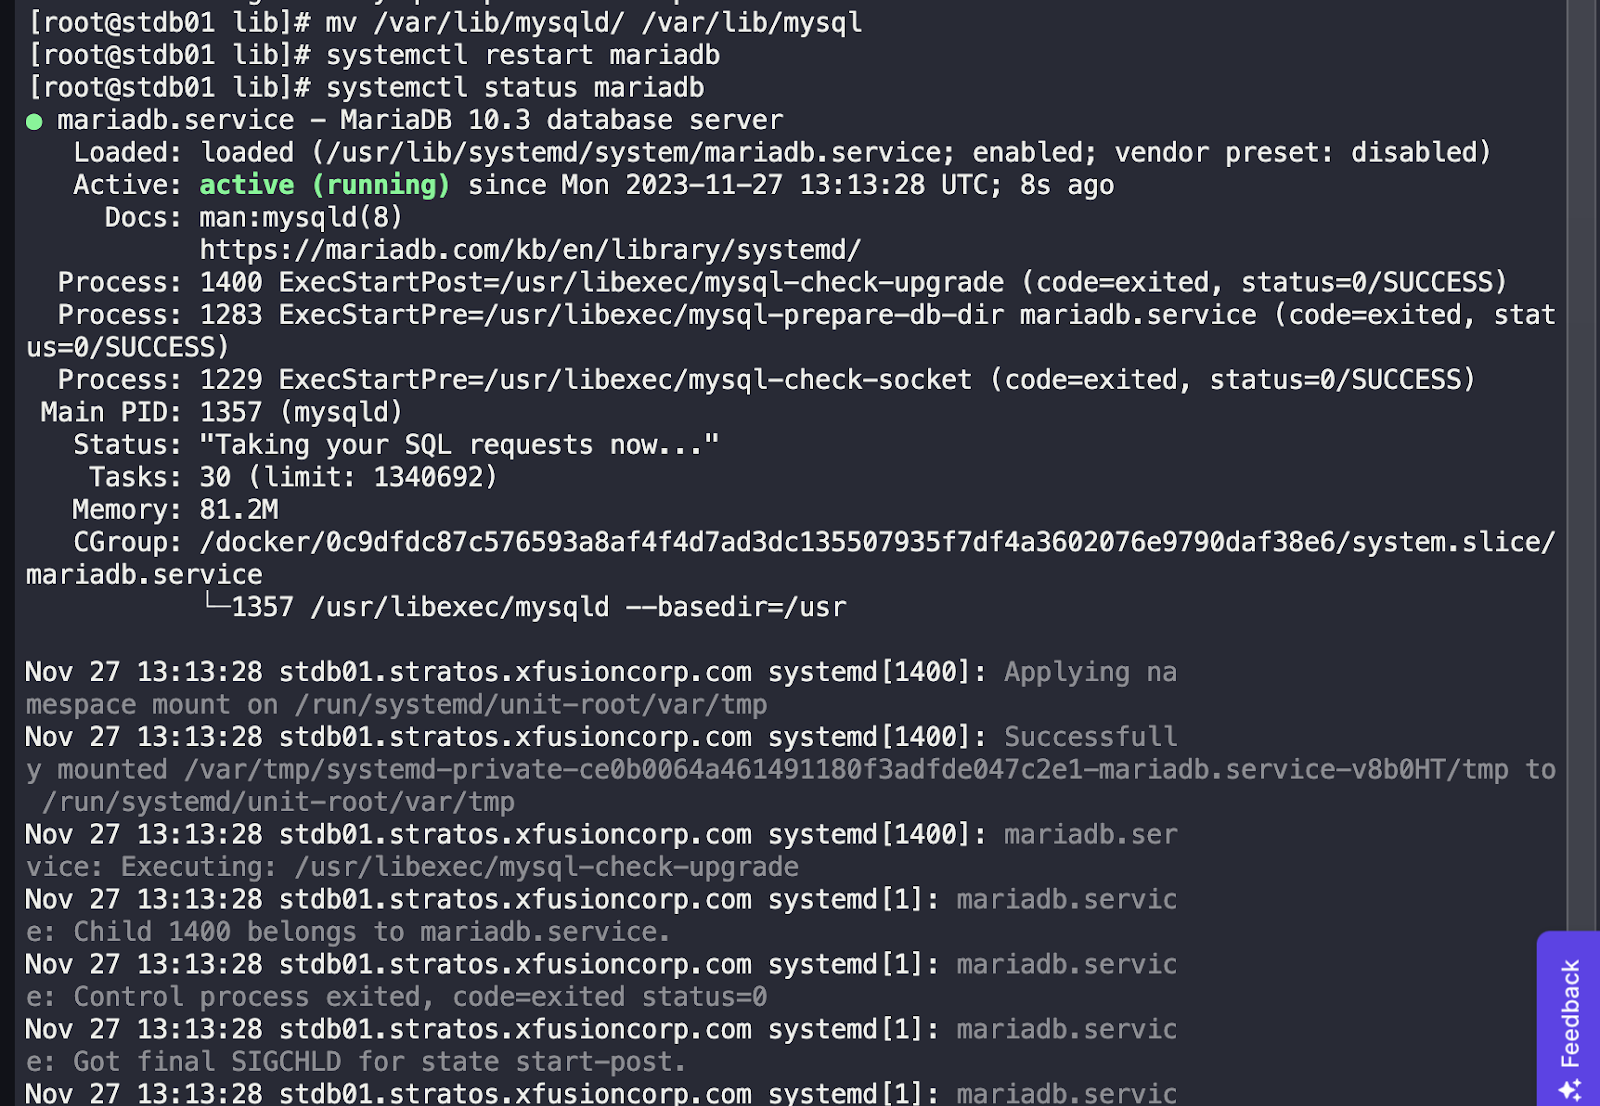 [root@stdb01 lib]# mv /var/lib/mysqld/ /var/lib/mysql
[root@stdb01 lib]# systemctl restart mariadb
[root@stdb01 lib]# systemctl status mariadb
● mariadb.service – MariaDB 10.3 database server
Loaded: loaded (/usr/lib/systemd/system/mariadb.service; enabled; vendor preset: disabled)
Active: active (running) since Mon 2023-11-27 13:13:28 UTC; 8s ago
Docs: man:mysqld(8)
https://mariadb.com/kb/en/library/systemd/
Process: 1400 ExecStartPost=/usr/libexec/mysql-check-upgrade (code=exited, status=0/SUCCESS)
Process: 1283 ExecStartPre=/usr/libexec/mysql-prepare-db-dir mariadb.service (code=exited, stat
us=0/SUCCESS)
Process: 1229 ExecStartPre=/usr/libexec/mysql-check-socket (code=exited, status=0/SUCCESS)
Main PID: 1357 (mysqld)
Status: "Taking your SQL requests now..."
Tasks: 30 (limit: 1340692)
Memory: 81.2M
CGroup: /docker/0c9dfdc87c576593a8af4f4d7ad3dc135507935f7df4a3602076e9790daf38e6/system.slice/
mariadb.service
└─1357 /usr/libexec/mysqld --basedir=/usr
Nov 27 13:13:28 stdb01.stratos.xfusioncorp.com systemd[1400]: Applying na
mespace mount on /run/systemd/unit-root/var/tmp
Nov 27 13:13:28 stdb01.stratos.xfusioncorp.com systemd[1400]: Successfull
y mounted /var/tmp/systemd-private-ce0b0064a461491180f3adfde047c2e1-mariadb.service-v8b0HT/tmp to
/run/systemd/unit-root/var/tmp
Nov 27 13:13:28 stdb01.stratos.xfusioncorp.com systemd[1400]: mariadb.ser
vice: Executing: /usr/libexec/mysql-check-upgrade
Nov 27 13:13:28 stdb01.stratos.xfusioncorp.com systemd[1]: mariadb.servic
e: Child 1400 belongs to mariadb.service.
Nov 27 13:13:28 stdb01.stratos.xfusioncorp.com systemd[1]: mariadb.servic
e: Control process exited, code=exited status=0
Nov 27 13:13:28 stdb01.stratos.xfusioncorp.com systemd[1]: mariadb.servic
e: Got final SIGCHLD for state start-post.
Nov 27 13:13:28 stdb01.stratos.xfusioncorp.com systemd[1]: mariadb.servic
Feedback